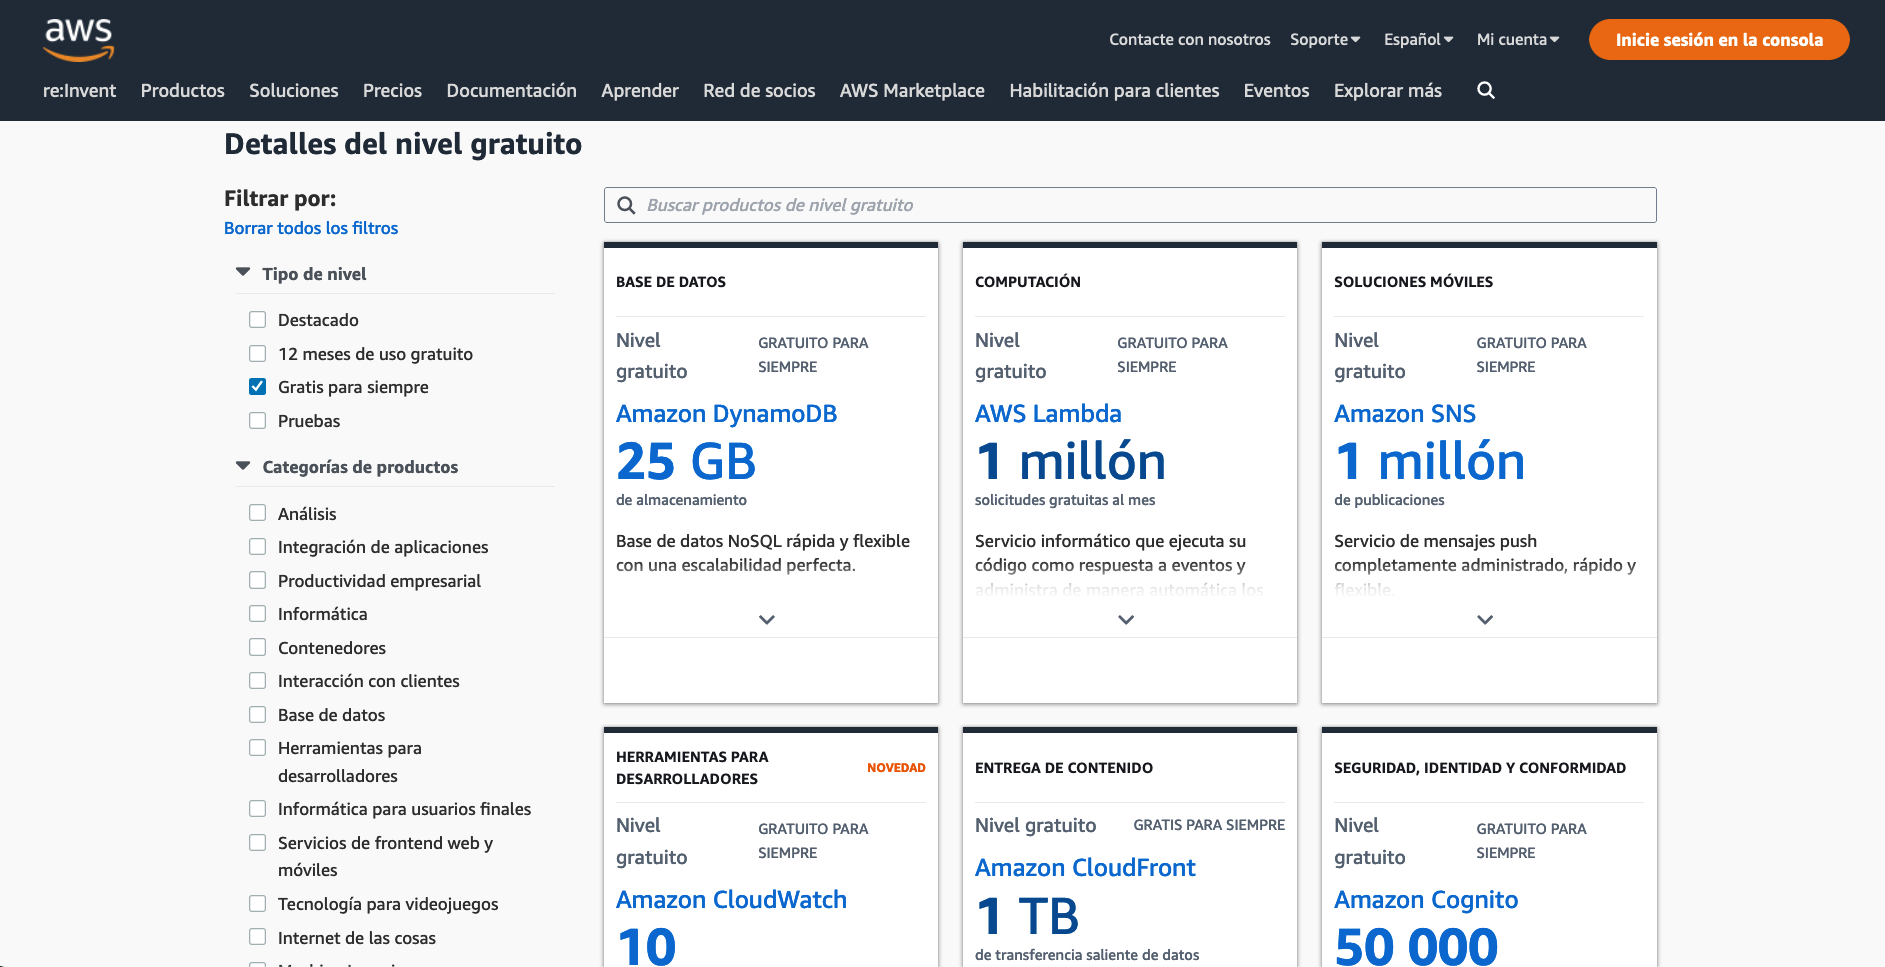 aws
Contacte con nosotros Soporte Español Mi cuenta Inicie sesión en la consola
re:Invent Productos Soluciones Precios Documentación Aprender Red de socios AWS Marketplace Habilitación para clientes Eventos Explorar más
Detalles del nivel gratuito
Filtrar por:
Borrar todos los filtros
Tipo de nivel
Destacado
12 meses de uso gratuito
Gratis para siempre
Pruebas
Categorías de productos
Análisis
Integración de aplicaciones
Productividad empresarial
Informática
Contenedores
Interacción con clientes
Base de datos
Herramientas para
desarrolladores
Informática para usuarios finales
Servicios de frontend web y
móviles
Tecnología para videojuegos
Internet de las cosas
Buscar productos de nivel gratuito
BASE DE DATOS
Nivel
gratuito
GRATUITO PARA
SIEMPRE
Amazon DynamoDB
25 GB
de almacenamiento
Base de datos NoSQL rápida y flexible
con una escalabilidad perfecta.
COMPUTACIÓN
Nivel
gratuito
GRATUITO PARA
SIEMPRE
AWS Lambda
1 millón
solicitudes gratuitas al mes
Servicio informático que ejecuta su
código como respuesta a eventos y
administra de manera automática los
SOLUCIONES MÓVILES
Nivel
gratuito
GRATUITO PARA
SIEMPRE
Amazon SNS
1 millón
de publicaciones
Servicio de mensajes push
completamente administrado, rápido y
flexible.
HERRAMIENTAS PARA
DESARROLLADORES
NOVEDAD
Nivel
gratuito
GRATUITO PARA
SIEMPRE
Amazon CloudWatch
10
ENTREGA DE CONTENIDO
Nivel gratuito GRATIS PARA SIEMPRE
Amazon CloudFront
1 TB
de transferencia saliente de datos
SEGURIDAD, IDENTIDAD Y CONFORMIDAD
Nivel
gratuito
GRATUITO PARA
SIEMPRE
Amazon Cognito
50 000